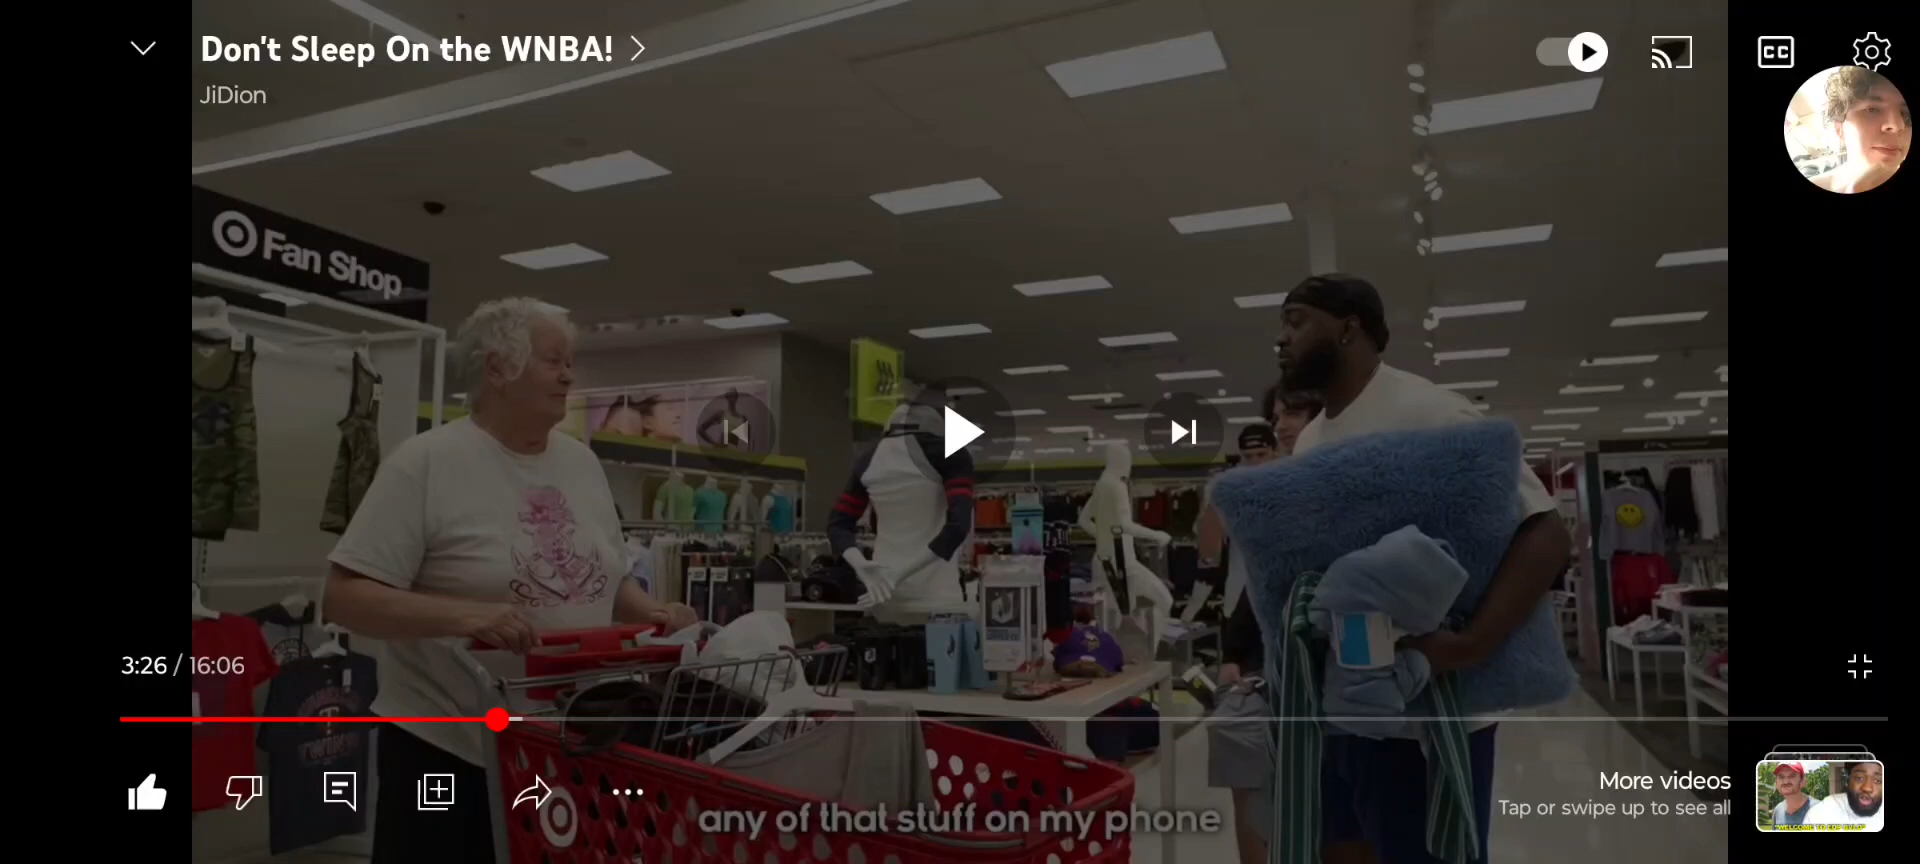 Don't Sleep On the WNBA!
JiDion
CC
Fan Shop
3:26 / 16:06
More videos
Tap or swipe up to see all
any of that stuff on my phone